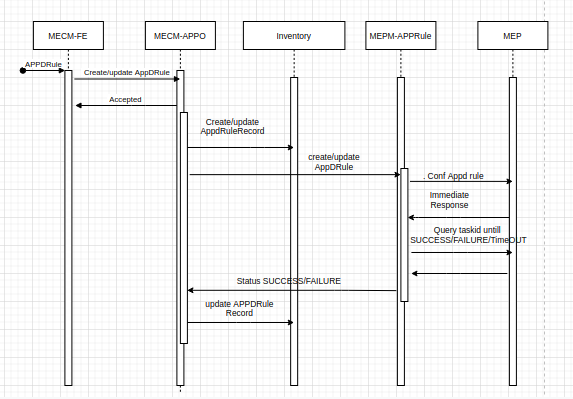 MECM-FE
MECM-APPO
Inventory
MEPM-APPRule
MEP
APPDRule
Create/update AppDRule
Accepted
Create/update
AppdRuleRecord
create/update
AppDRule
. Conf Appd rule
Immediate
Response
Query taskid untill
SUCCESS/FAILURE/TimeOUT
Status SUCCESS/FAILURE
update APPDRule
Record